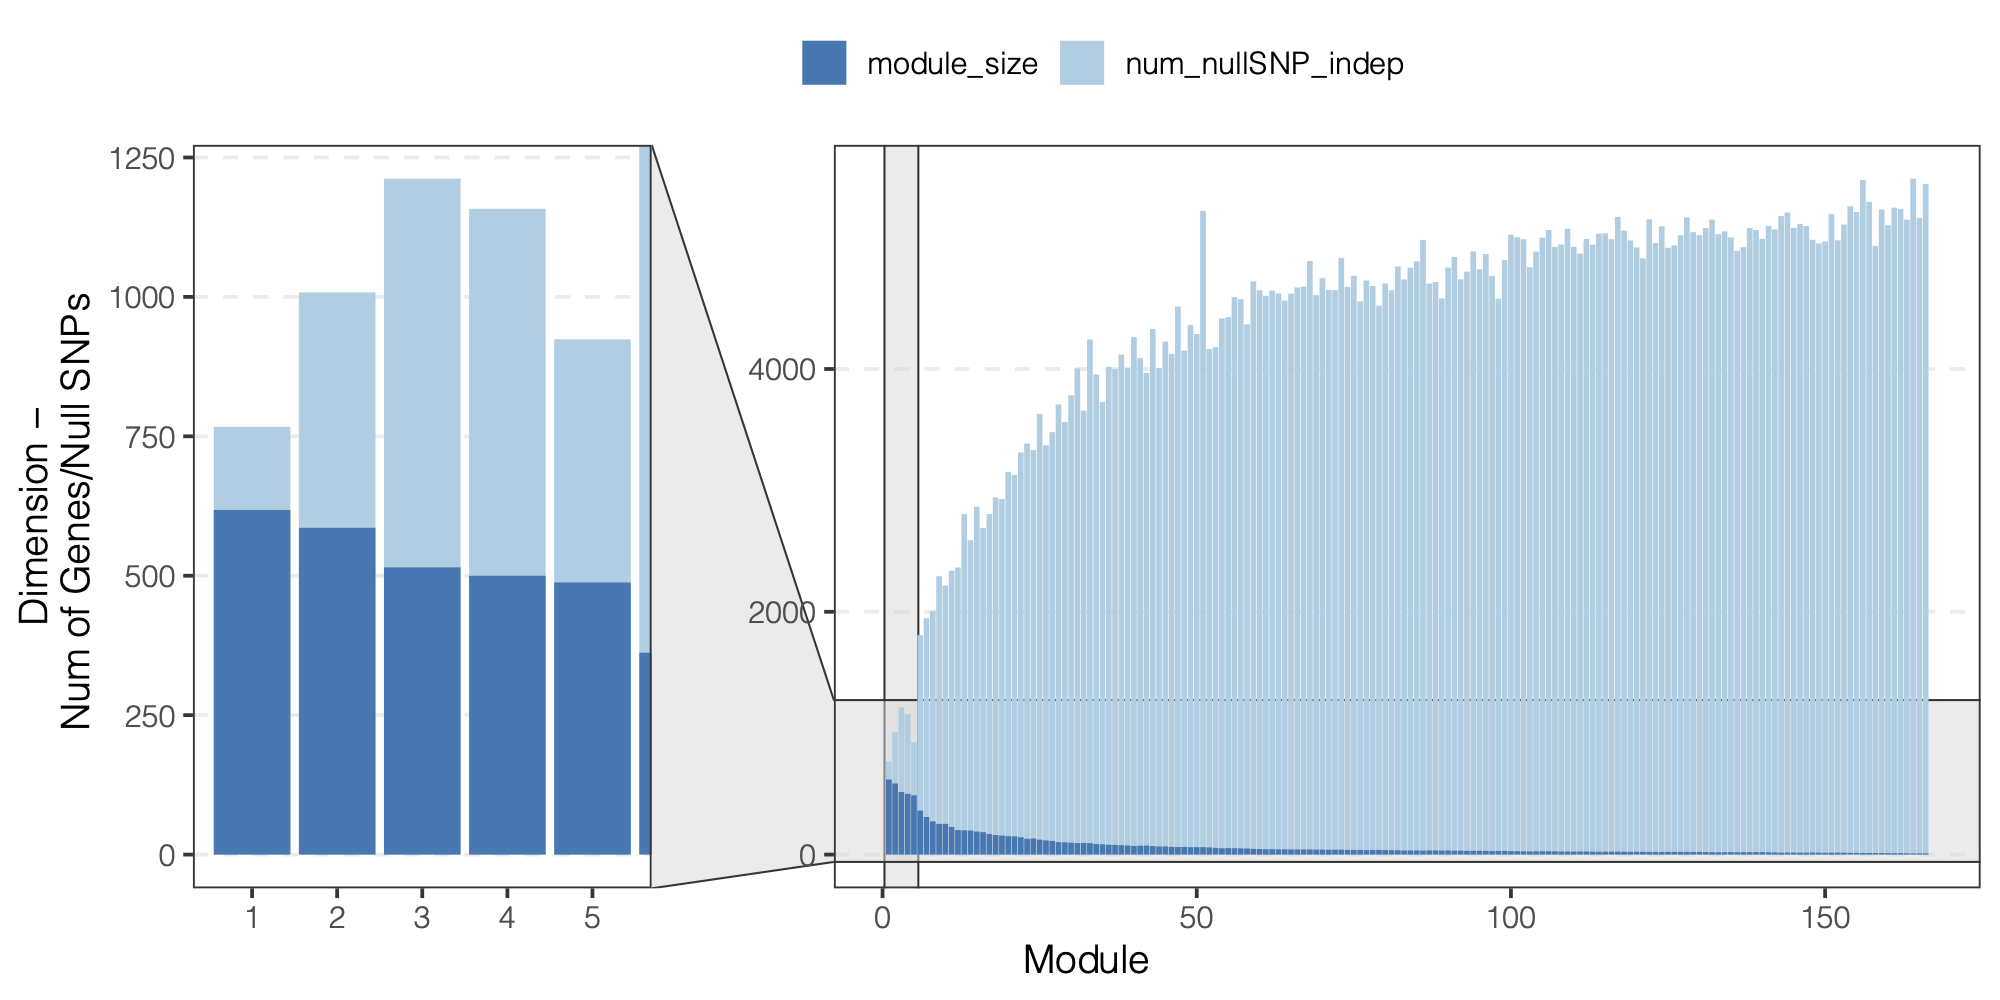 module_size num_nullSNP_indep
Dimension –
Num of Genes/Null SNPs
1250
1000
750
500
250
0
1 2 3 4 5
4000
2000
0
0 50 100 150
Module